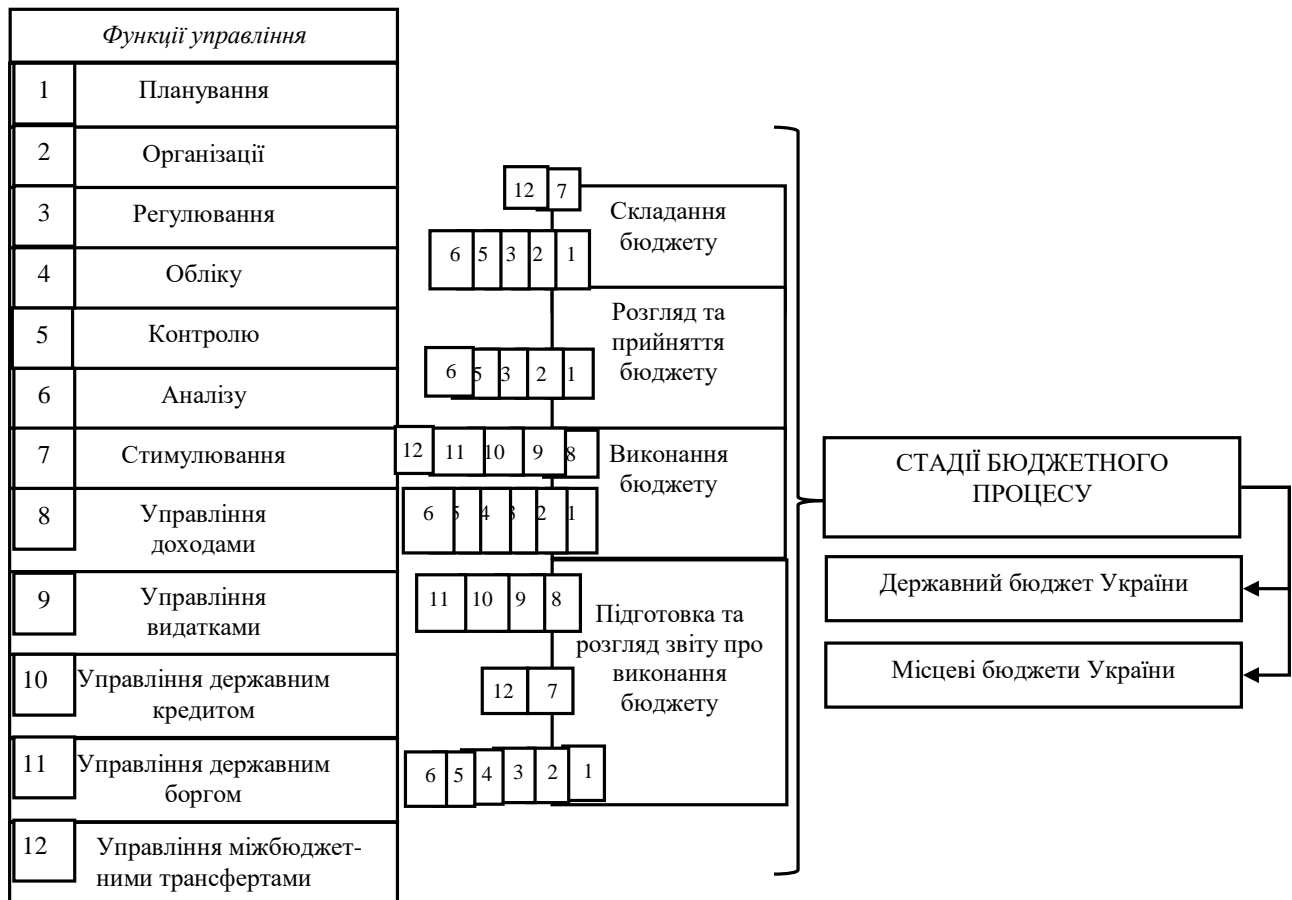 Функції управління
1 Планування
2 Організації
3 Регулювання
4 Обліку
5 Контролю
6 Аналізу
7 Стимулювання
8 Управління
доходами
9 Управління
видатками
10 Управління державним
кредитом
11 Управління державним
боргом
12 Управління міжбюджет-
ними трансфертами
12 7
Складання
бюджету
6 5 3 2 1
Розгляд та
прийняття
бюджету
6 5 3 2 1
12 11 10 9 8
Виконання
бюджету
6 5 4 3 2 1
11 10 9 8
Підготовка та
розгляд звіту про
виконання
бюджету
12 7
6 5 4 3 2 1
СТАДІЇ БЮДЖЕТНОГО
ПРОЦЕСУ
Державний бюджет України
Місцеві бюджети України